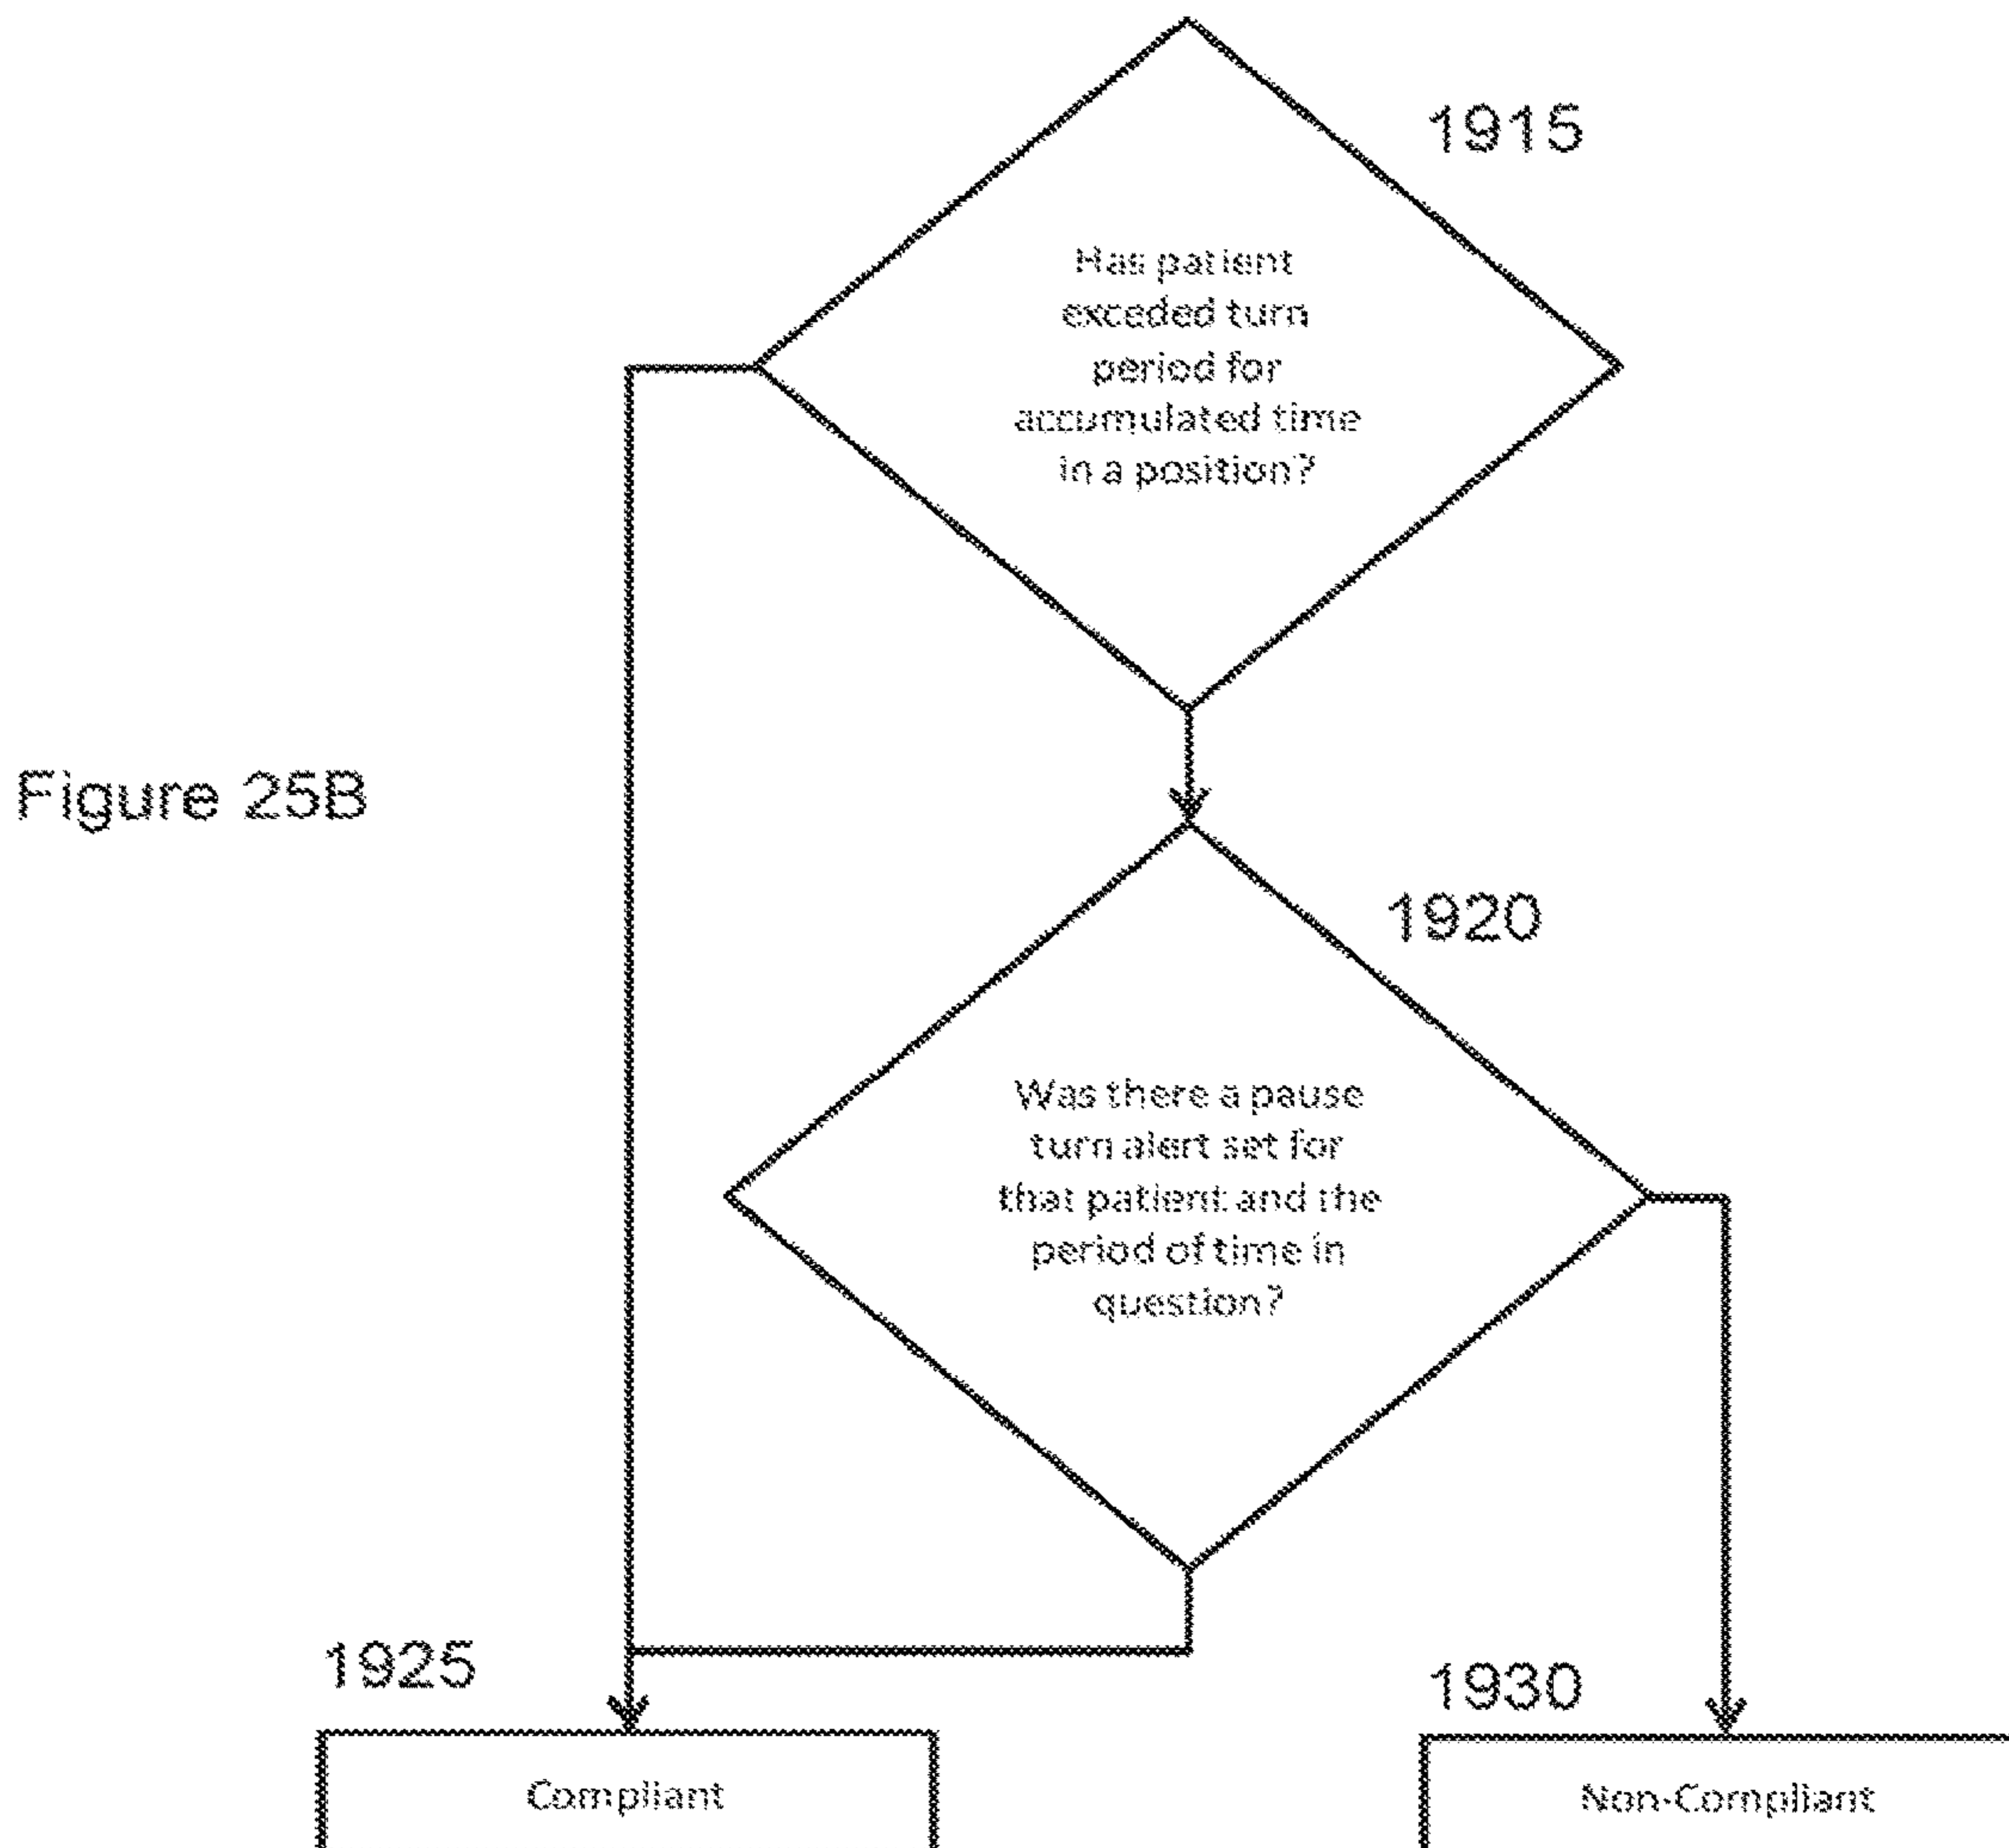 1915
Has patient
exceded turn
period for
accumulated time
in a position?
Figure 25B
1920
Was there a pause
turn alert set for
that patient and the
period of time in
question?
1925
1930
Compliant
Non-Compliant